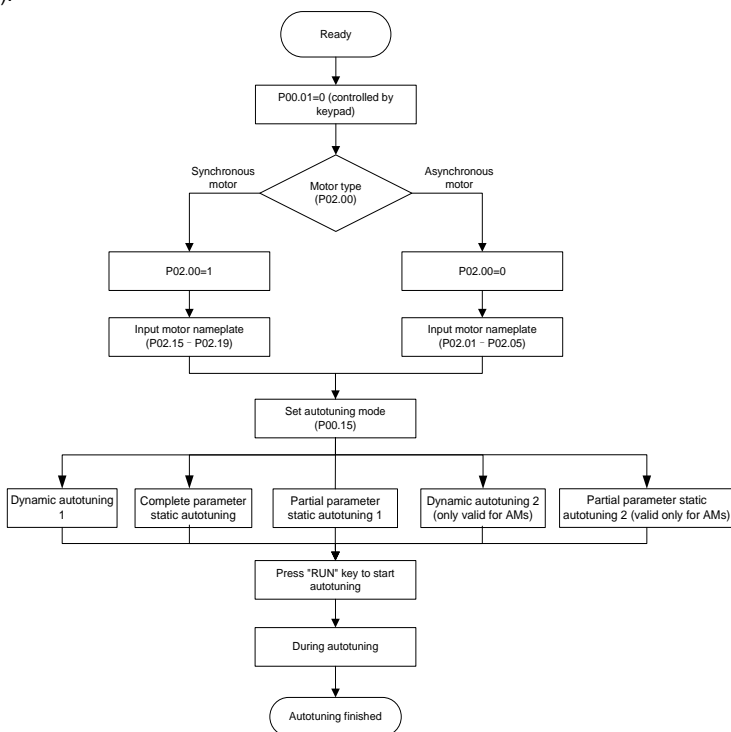 ).
Ready
P00.01=0 (controlled by
keypad)
Synchronous
motor
Motor type
(P02.00)
Asynchronous
motor
P02.00=1
P02.00=0
Input motor nameplate
(P02.15–P02.19)
Input motor nameplate
(P02.01–P02.05)
Set autotuning mode
(P00.15)
Dynamic autotuning
1
Complete parameter
static autotuning
Partial parameter
static autotuning 1
Dynamic autotuning 2
(only valid for AMs)
Partial parameter static
autotuning 2 (valid only for AMs)
Press "RUN" key to start
autotuning
During autotuning
Autotuning finished